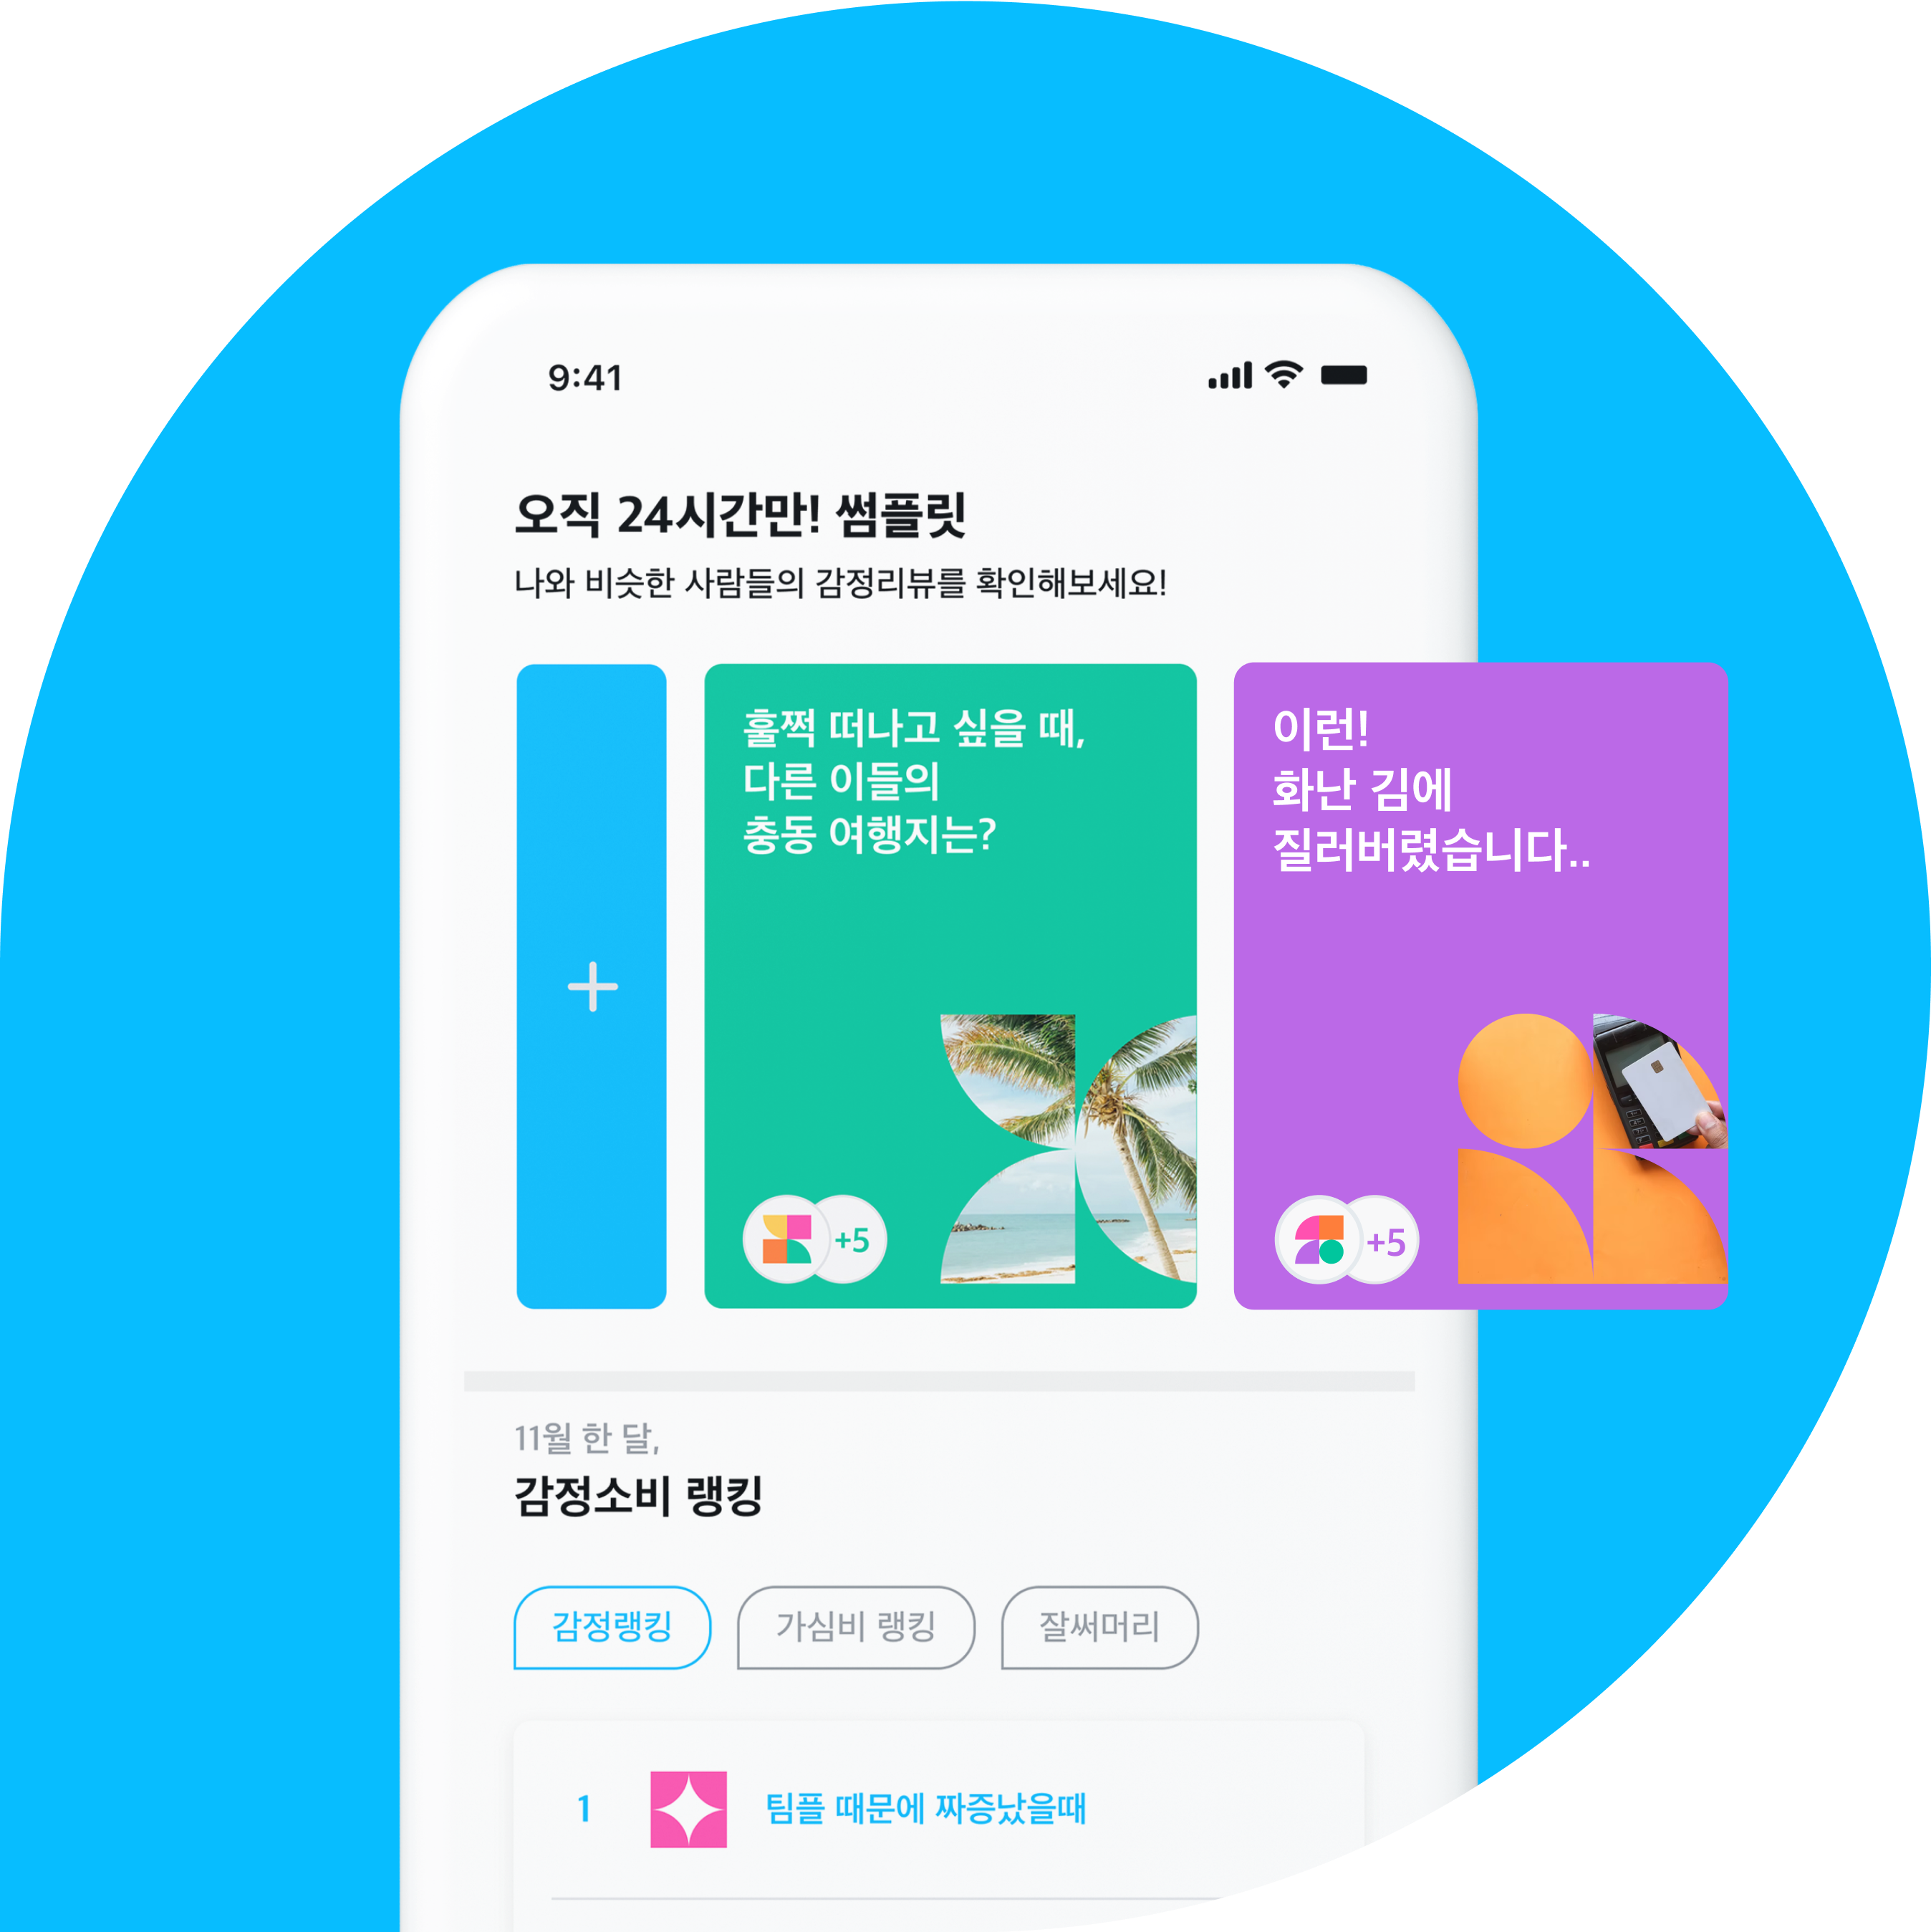 9:41
오직 24시간만! 썸플릿
나와 비슷한 사람들의 감정리뷰를 확인해보세요!
훌쩍 떠나고 싶을 때,
다른 이들의
충동 여행지는?
+5
이런!
화난 김에
질러버렸습니다..
+5
11월 한 달,
감정소비 랭킹
감정랭킹
가심비 랭킹
잘써머리
1
팀플 때문에 짜증났을때